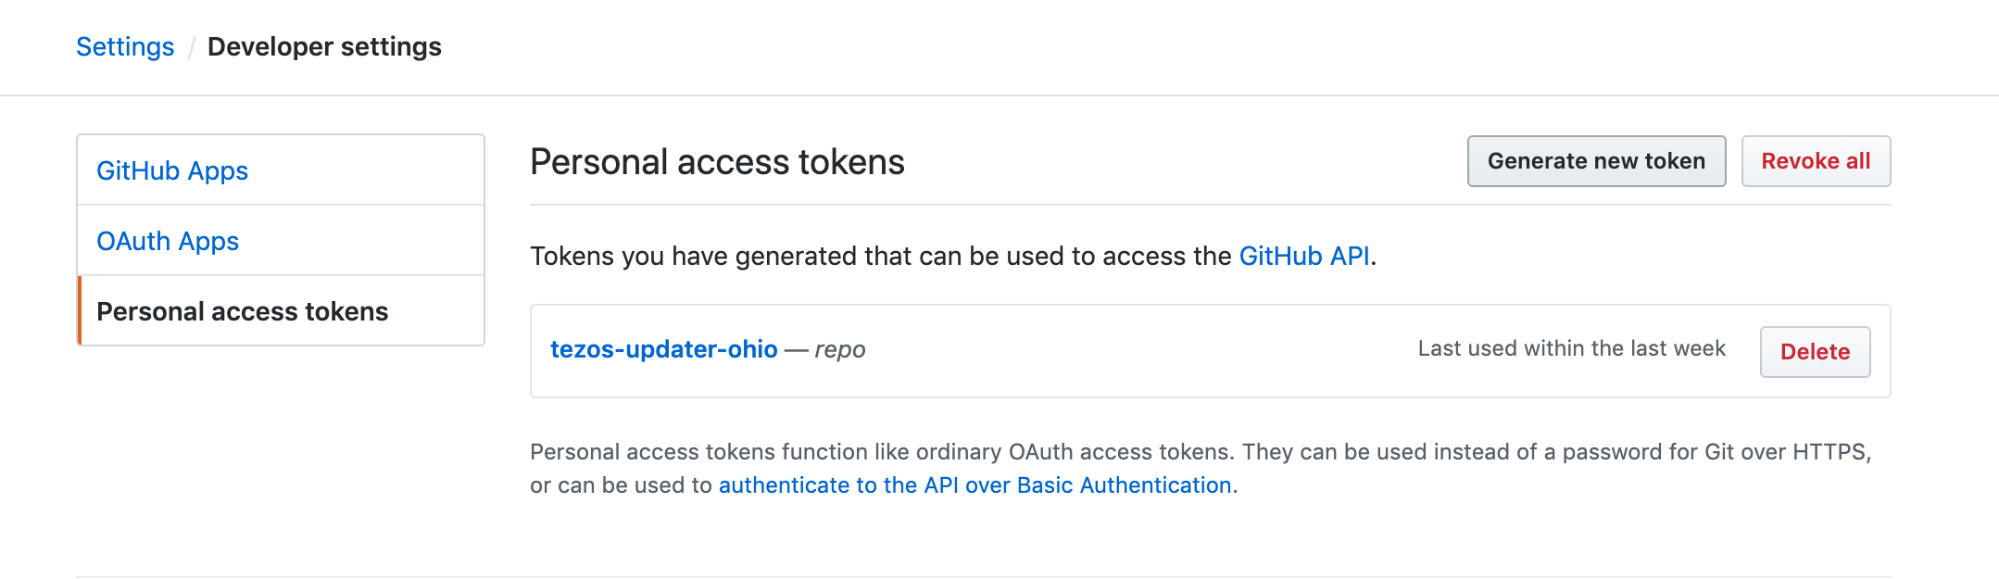 Settings / Developer settings
GitHub Apps
OAuth Apps
Personal access tokens
Personal access tokens
Generate new token
Revoke all
Tokens you have generated that can be used to access the GitHub API.
tezos-updater-ohio — repo
Last used within the last week
Delete
Personal access tokens function like ordinary OAuth access tokens. They can be used instead of a password for Git over HTTPS,
or can be used to authenticate to the API over Basic Authentication.